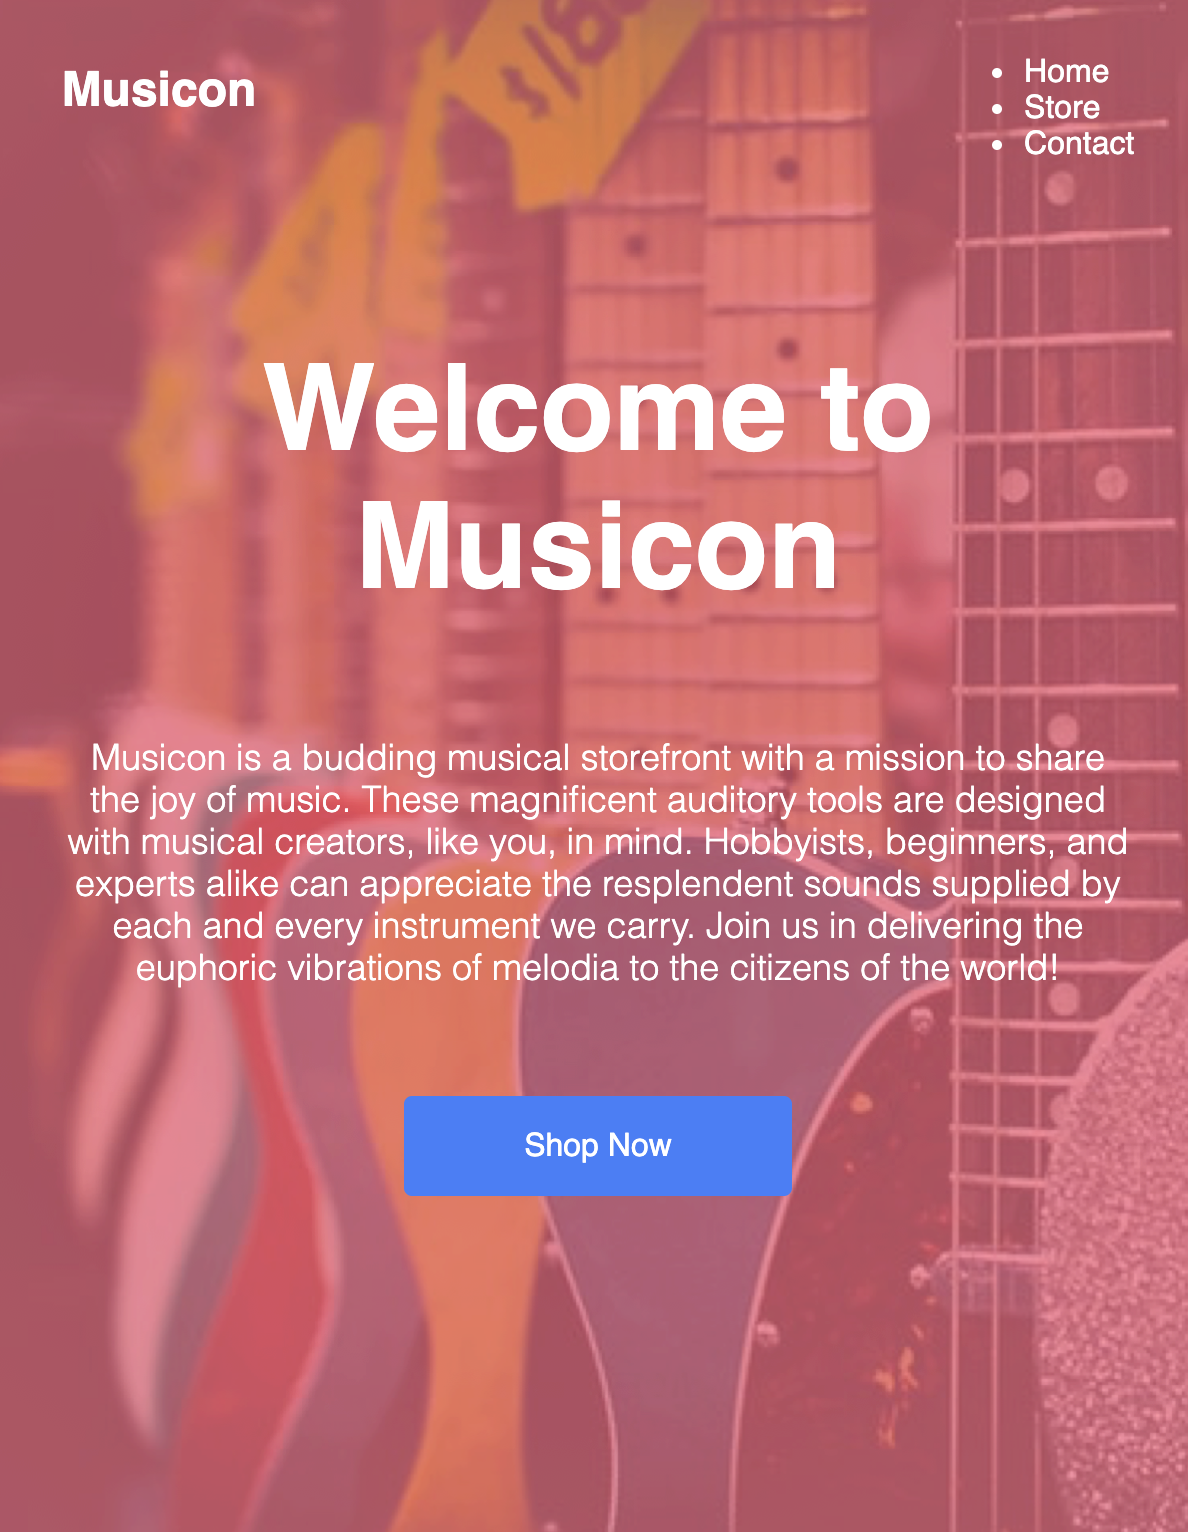 Musicon
Home
Store
Contact
Welcome to
Musicon
Musicon is a budding musical storefront with a mission to share
the joy of music. These magnificent auditory tools are designed
with musical creators, like you, in mind. Hobbyists, beginners, and
experts alike can appreciate the resplendent sounds supplied by
each and every instrument we carry. Join us in delivering the
euphoric vibrations of melodia to the citizens of the world!
Shop Now